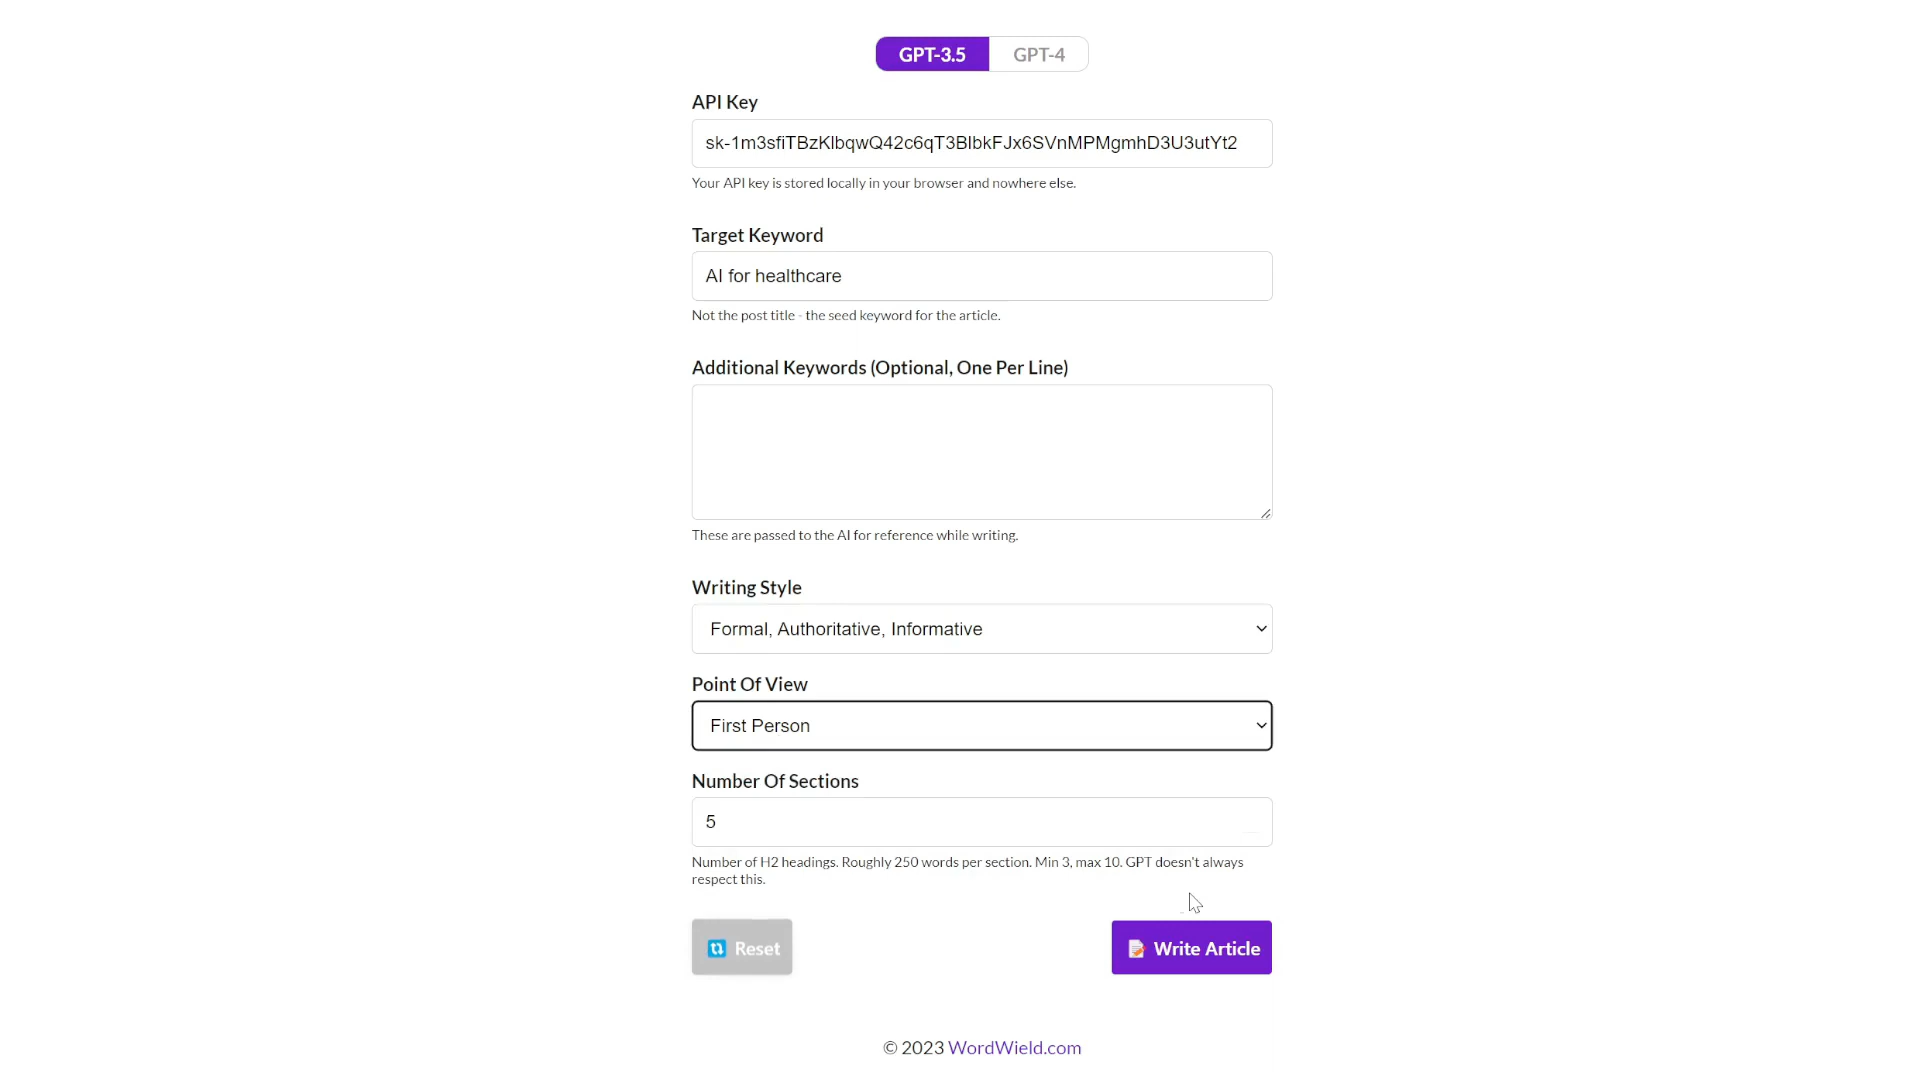 GPT-3.5 GPT-4
API Key
[API key omitted]
Your API key is stored locally in your browser and nowhere else.
Target Keyword
AI for healthcare
Not the post title - the seed keyword for the article.
Additional Keywords (Optional, One Per Line)
These are passed to the AI for reference while writing.
Writing Style
Formal, Authoritative, Informative
Point Of View
First Person
Number Of Sections
5
Number of H2 headings. Roughly 250 words per section. Min 3, max 10. GPT doesn't always
respect this.
Reset Write Article
© 2023 WordWield.com